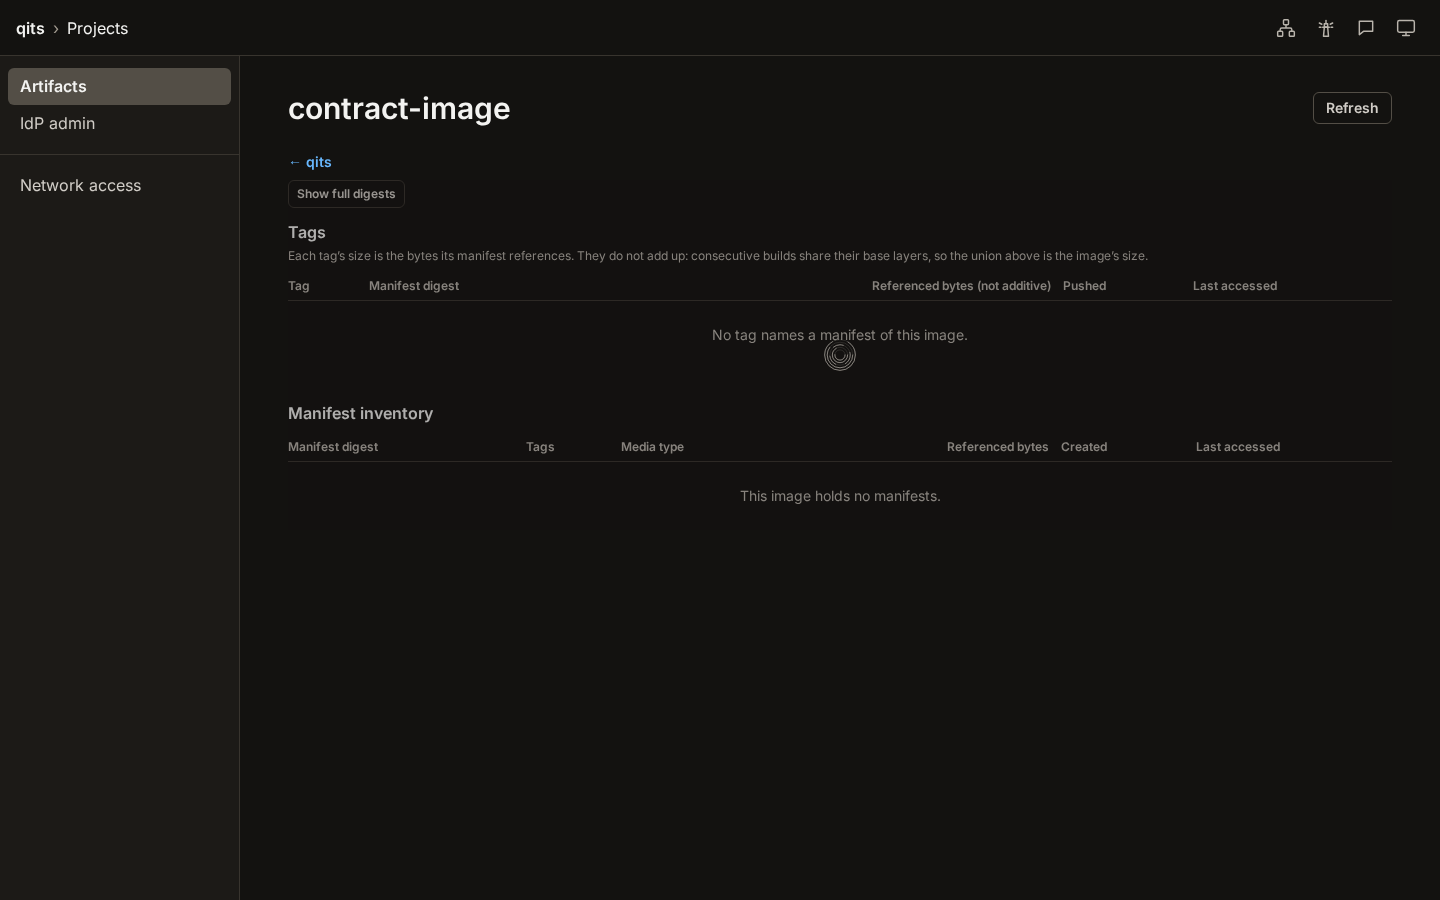 qits › Projects
Artifacts
IdP admin
Network access
contract-image
Refresh
← qits
Show full digests
Tags
Each tag’s size is the bytes its manifest references. They do not add up: consecutive builds share their base layers, so the union above is the image’s size.
Tag Manifest digest Referenced bytes (not additive) Pushed Last accessed
No tag names a manifest of this image.
Manifest inventory
Manifest digest Tags Media type Referenced bytes Created Last accessed
This image holds no manifests.